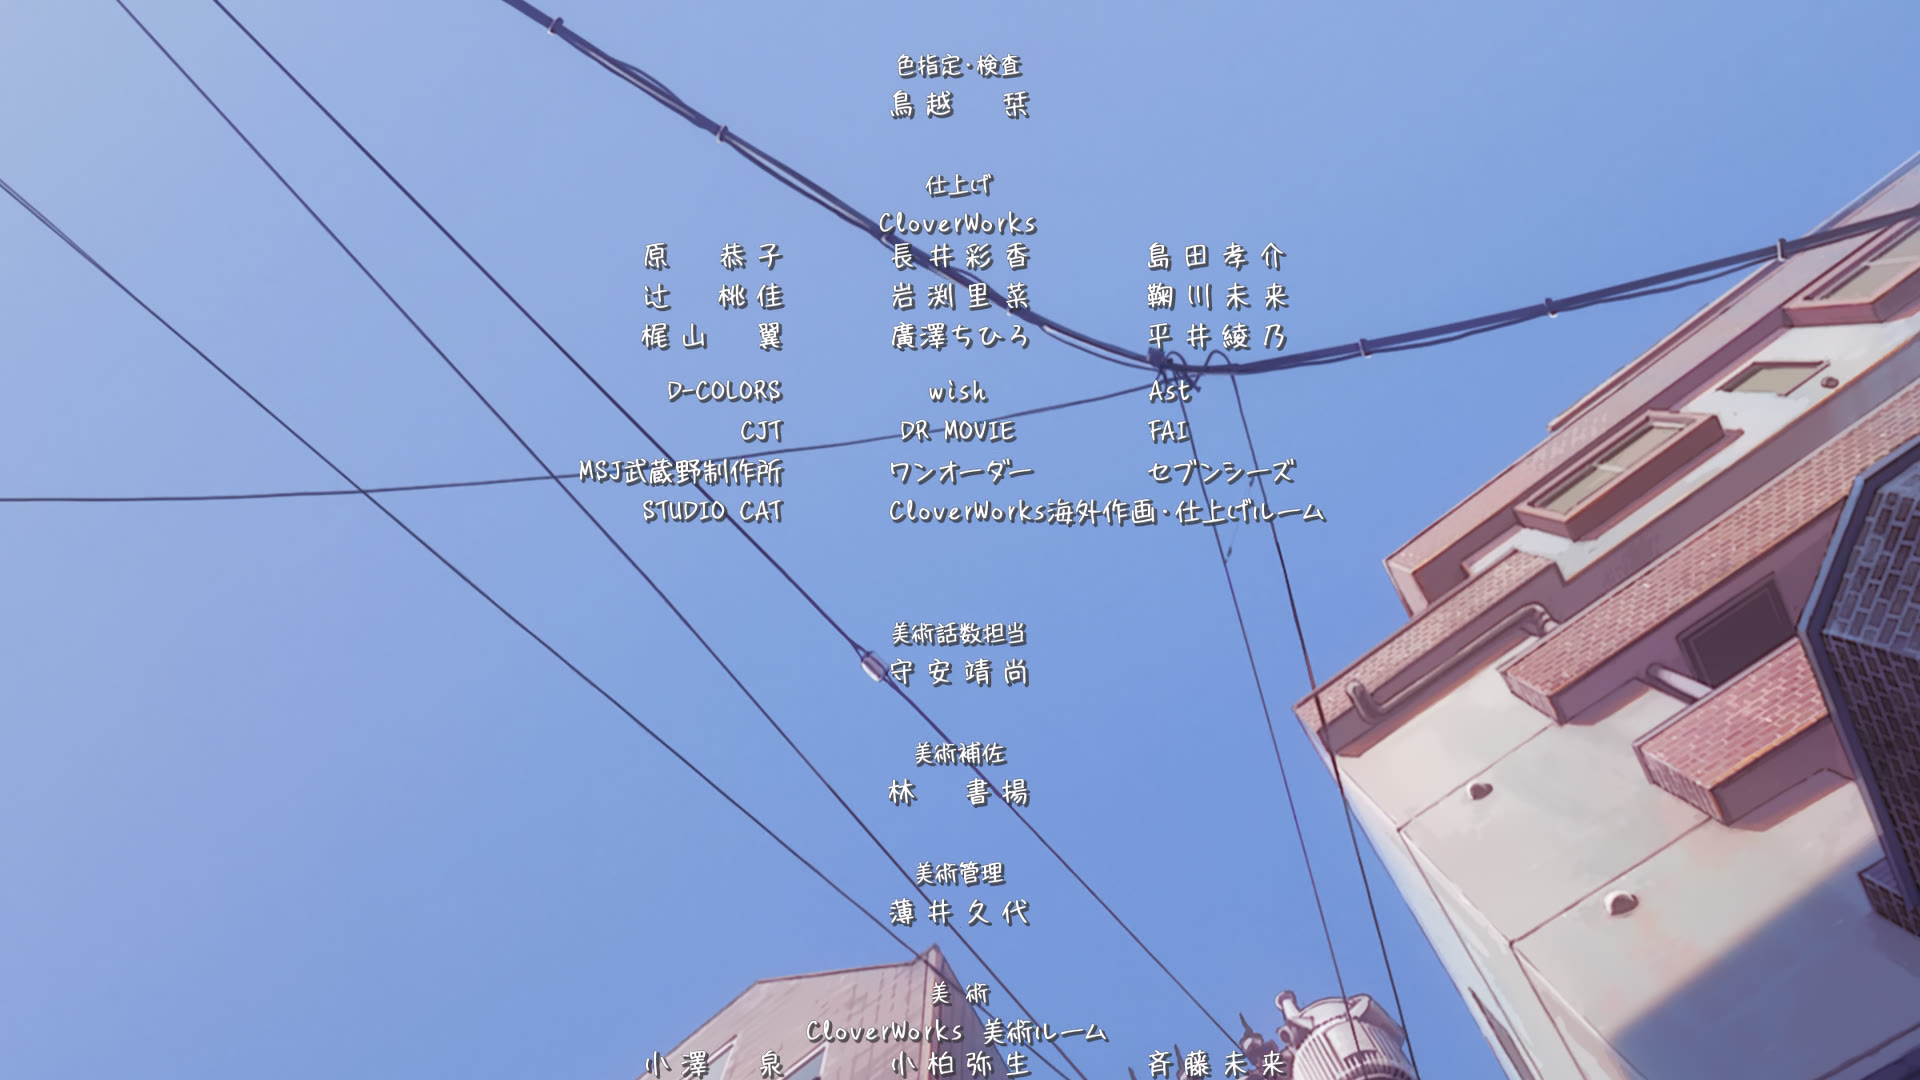 色指定・検査
鳥越 栞
仕上げ
CloverWorks
原 恭子 長井彩香 島田孝介
辻 桃佳 岩渕里菜 鞠川未来
梶山 翼 廣澤ちひろ 平井綾乃
D-COLORS wish Ast
CJT DR MOVIE FAI
MSJ武蔵野制作所 ワンオーダー セブンシーズ
STUDIO CAT CloverWorks海外作画・仕上げルーム
美術話数担当
守安靖尚
美術補佐
林 書揚
美術管理
薄井久代
美術
CloverWorks 美術ルーム
小澤 泉 小柏弥生 斉藤未来